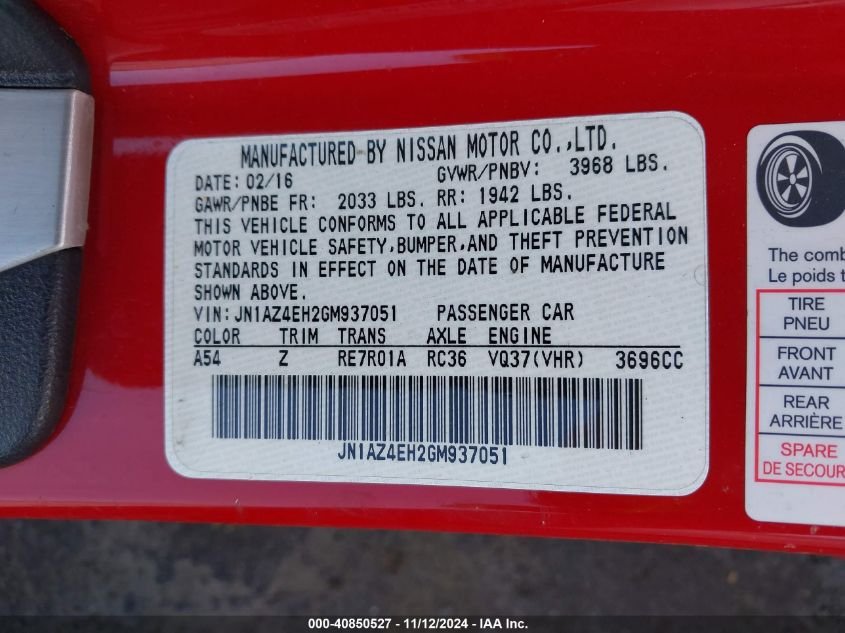 MANUFACTURED BY NISSAN MOTOR CO.,LTD.
DATE: 02/16 GVWR/PNBV: 3968 LBS.
GAWR/PNBE FR: 2033 LBS. RR: 1942 LBS.
THIS VEHICLE CONFORMS TO ALL APPLICABLE FEDERAL
MOTOR VEHICLE SAFETY,BUMPER,AND THEFT PREVENTION
STANDARDS IN EFFECT ON THE DATE OF MANUFACTURE
SHOWN ABOVE.
VIN:JN1AZ4EH2GM937051 PASSENGER CAR
COLOR TRIM TRANS AXLE ENGINE
A54 Z RE7R01A RC36 VQ37(VHR) 3696CC
JN1AZ4EH2GM937051
The comb
Le poids t
TIRE
PNEU
FRONT
AVANT
REAR
ARRIÈRE
SPARE
DE SECOUR
000-40850527 - 11/12/2024 - IAA Inc.